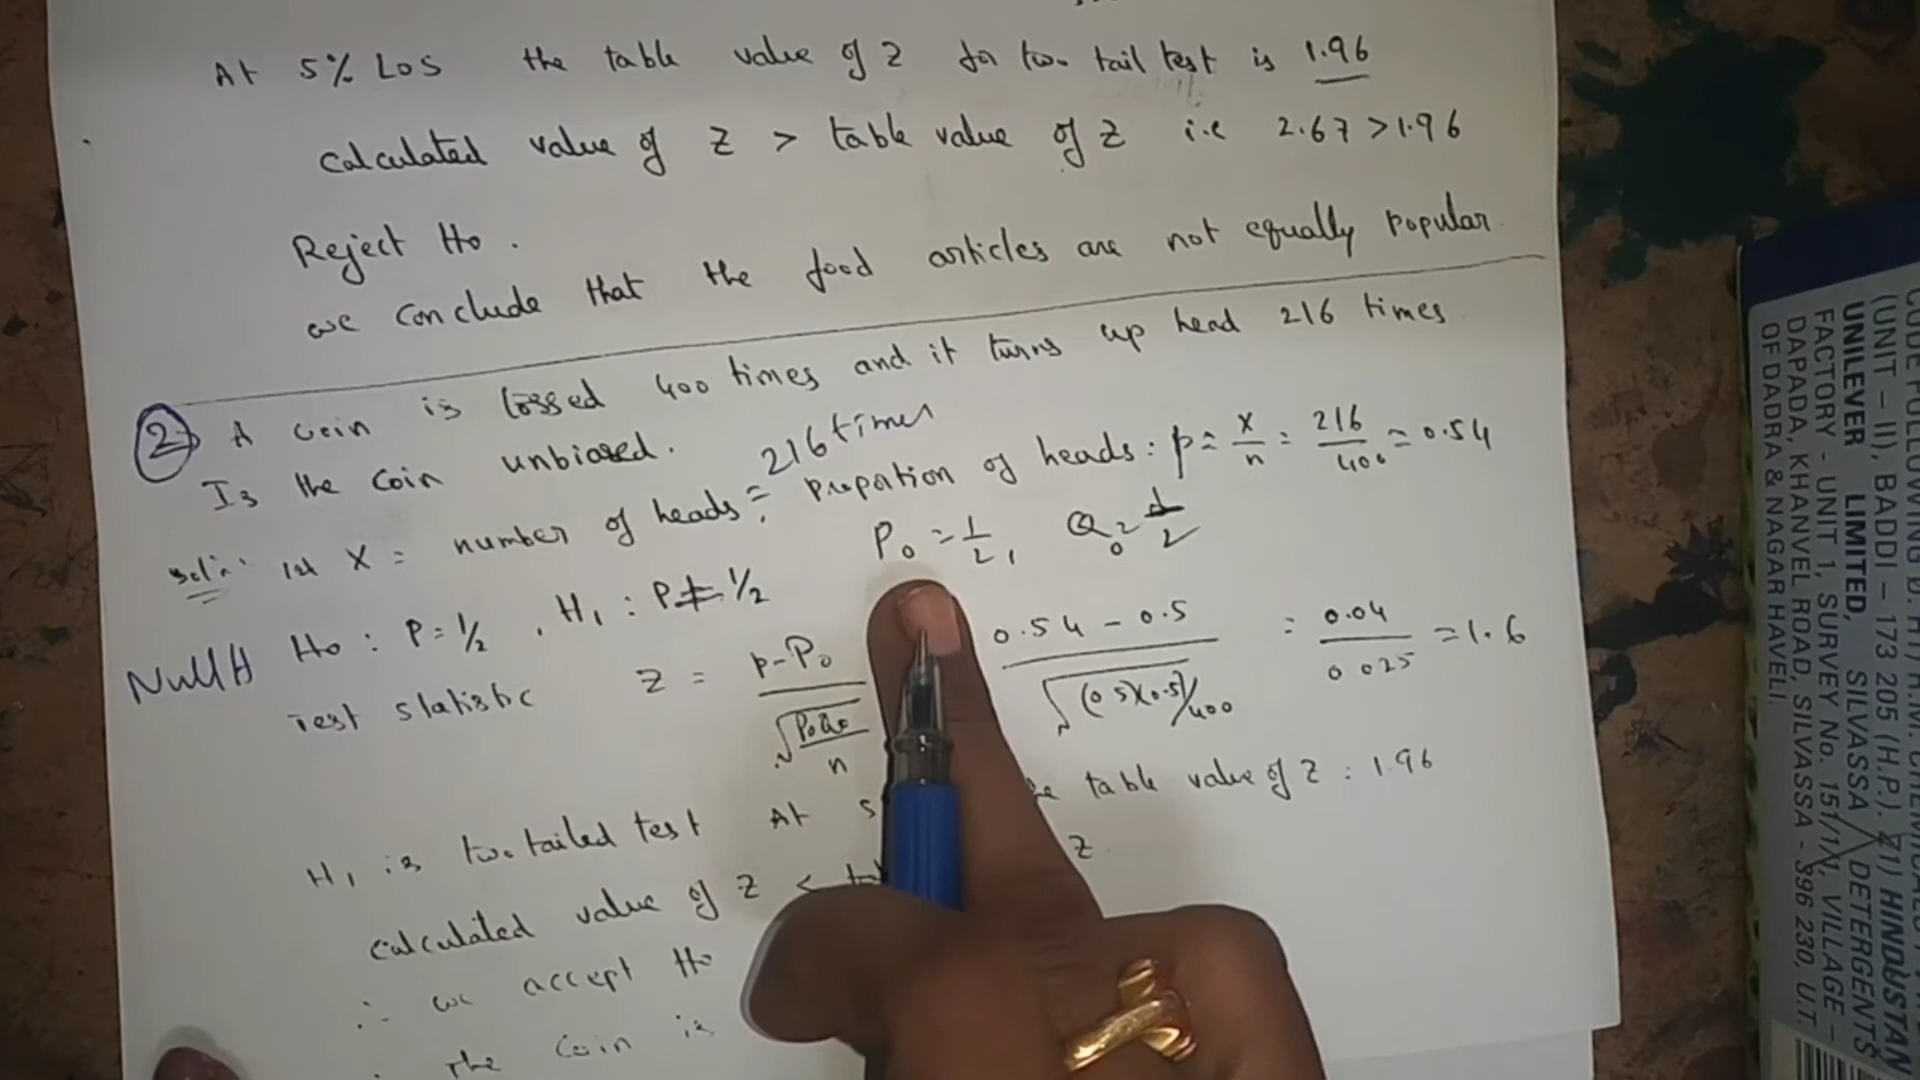 At 5% LOS the table value of Z for two tail test is 1.96
calculated value of Z > table value of Z i.e 2.67 > 1.96
Reject Ho.
we conclude that the food articles are not equally popular.
2) A coin is tossed 400 times and it turns up head 216 times
Is the coin unbiased.
Soln: let X = number of heads = 216 times proportion of heads: p = X/n = 216/400 = 0.54
Null H Ho : P = 1/2, H1 : P ≠ 1/2 P0 = 1/2, Q0 = 1/2
Test statistic Z = p-P0/√P0Q0/n 0.54 - 0.5/√(0.5)(0.5)/400 = 0.04/0.025 = 1.6
H1 is two tailed test At 5 table value of Z : 1.96
calculated value of Z < Z.
∴ we accept Ho
∴ The coin is
(UNIT - II), BADDI - 173 205 (H.P.). 21) HINDUSTAN
UNILEVER LIMITED, SILVASSA DETERGENTS
FACTORY - UNIT 1, SURVEY No. 151/1/1, VILLAGE -
DAPADA, KHANVEL ROAD, SILVASSA - 396 230, U.T.
OF DADRA & NAGAR HAVELI.